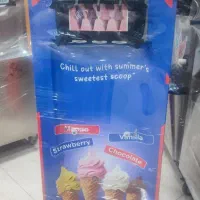 Chill out with summer's
sweetest scoop"
Mango
Vanilla
Strawberry
Chocolate